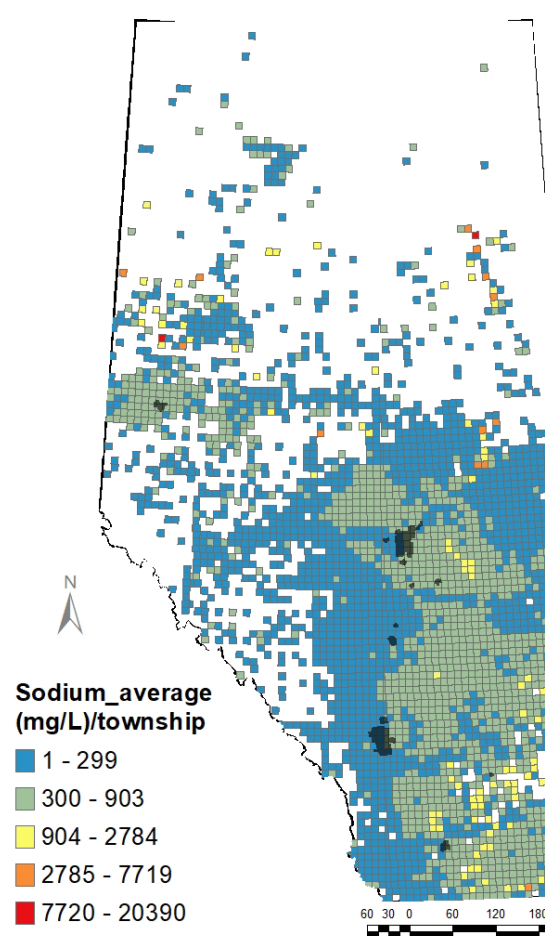 N
Sodium_average
(mg/L)/township
1 - 299
300 - 903
904 - 2784
2785 - 7719
7720 - 20390
60 30 0 60 120 180